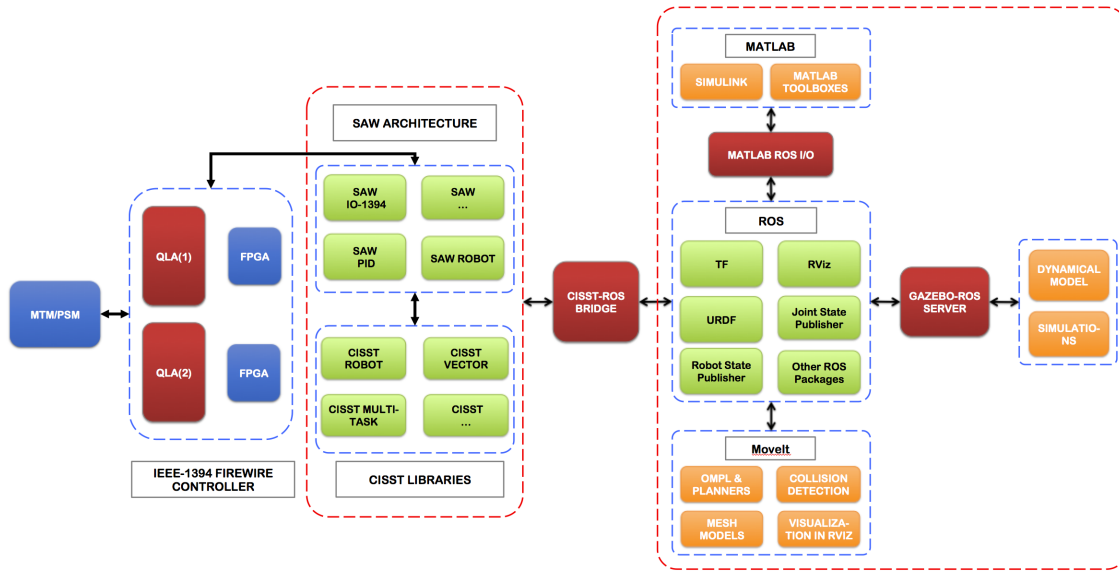 MTM/PSM
QLA(1)
FPGA
QLA(2)
FPGA
IEEE-1394 FIREWIRE
CONTROLLER
SAW ARCHITECTURE
SAW
IO-1394
SAW
...
SAW
PID
SAW ROBOT
CISST
ROBOT
CISST
VECTOR
CISST MULTI-
TASK
CISST
...
CISST LIBRARIES
CISST-ROS
BRIDGE
MATLAB
SIMULINK
MATLAB
TOOLBOXES
MATLAB ROS I/O
ROS
TF
RViz
URDF
Joint State
Publisher
Robot State
Publisher
Other ROS
Packages
MoveIt
OMPL &
PLANNERS
COLLISION
DETECTION
MESH
MODELS
VISUALIZA-
TION IN RVIZ
GAZEBO-ROS
SERVER
DYNAMICAL
MODEL
SIMULATIO-
NS